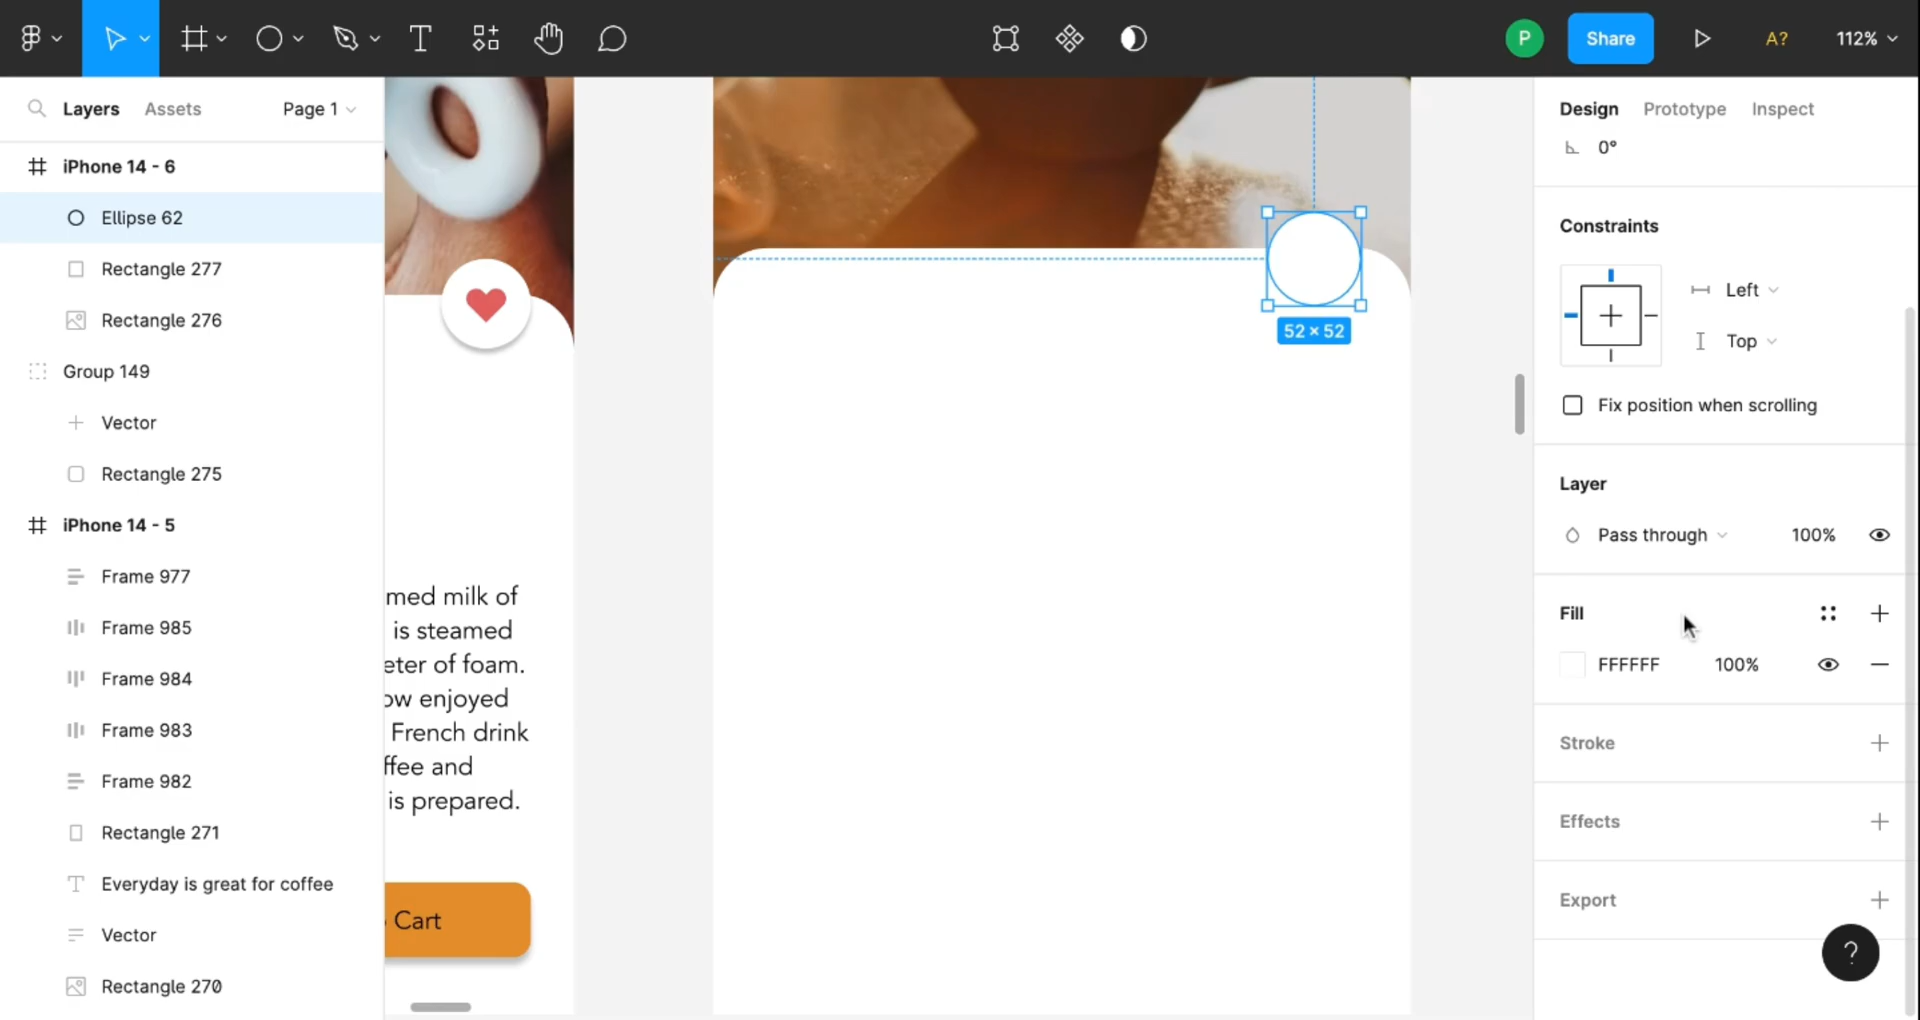 P
Share
A?
112%
Layers
Assets
Page 1
Design
Prototype
Inspect
0°
iPhone 14 - 6
Ellipse 62
Rectangle 277
Rectangle 276
Group 149
Vector
Rectangle 275
iPhone 14 - 5
Frame 977
Frame 985
Frame 984
Frame 983
Frame 982
Rectangle 271
Everyday is great for coffee
Vector
Rectangle 270
med milk of
is steamed
eter of foam.
ow enjoyed
French drink
ffee and
is prepared.
Cart
52 × 52
Constraints
Left
Top
Fix position when scrolling
Layer
Pass through
100%
Fill
FFFFFF
100%
Stroke
Effects
Export
?